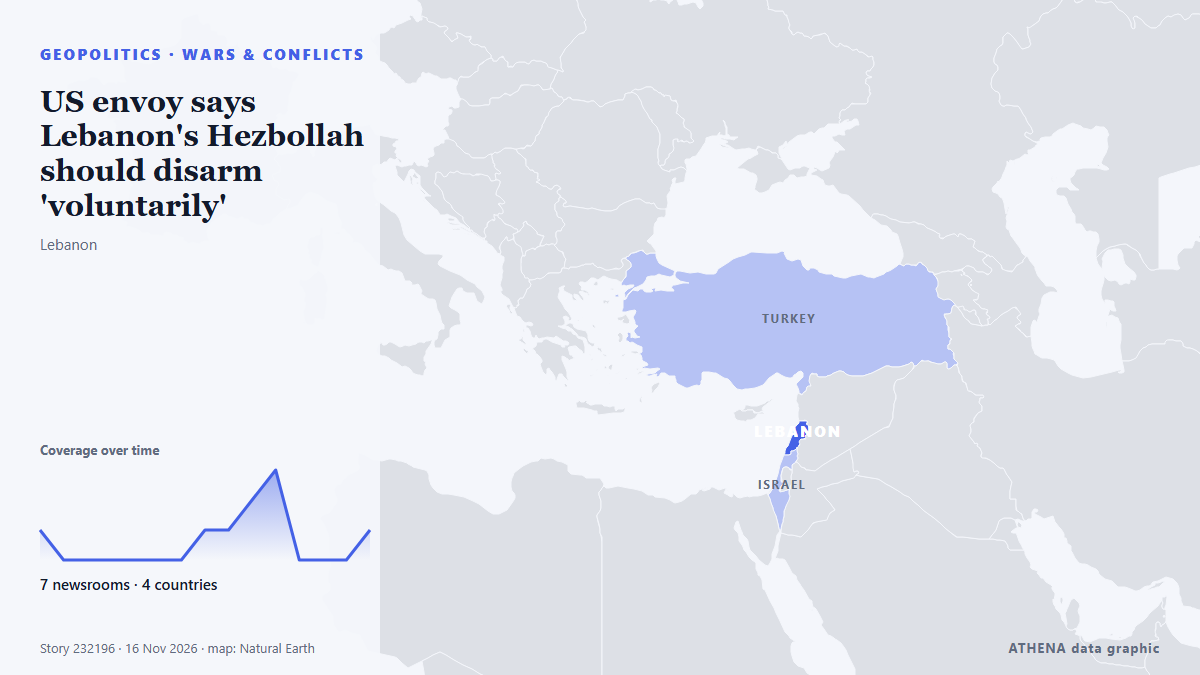 GEOPOLITICS · WARS & CONFLICTS
US envoy says
Lebanon's Hezbollah
should disarm
'voluntarily'
Lebanon
TURKEY
LEBANON
ISRAEL
Coverage over time
7 newsrooms · 4 countries
Story 232196 · 16 Nov 2026 · map: Natural Earth
ATHENA data graphic